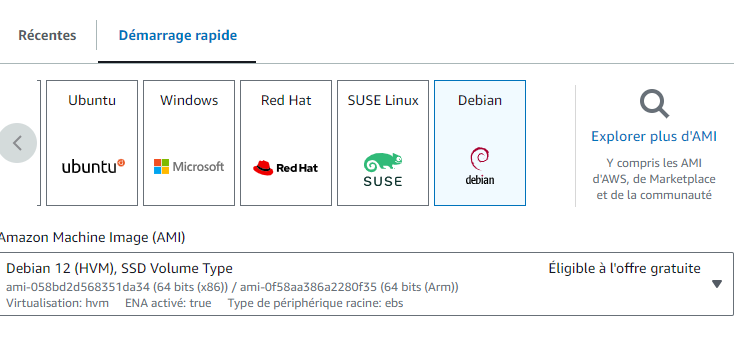 Récentes
Démarrage rapide
Ubuntu
Windows
Red Hat
SUSE Linux
Debian
ubuntu
Microsoft
Red Hat
SUSE
debian
Explorer plus d'AMI
Y compris les AMI
d'AWS, de Marketplace
et de la communauté
Amazon Machine Image (AMI)
Debian 12 (HVM), SSD Volume Type
Éligible à l'offre gratuite
ami-058bd2d568351da34 (64 bits (x86)) / ami-0f58aa386a2280f35 (64 bits (Arm))
Virtualisation: hvm ENA activé: true Type de périphérique racine: ebs